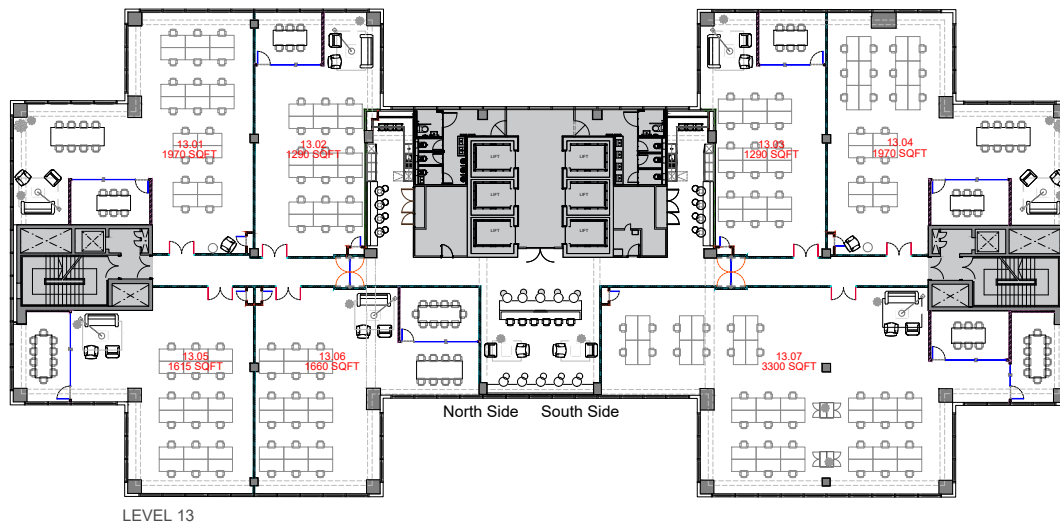 13.01
1970 SQFT
13.02
1290 SQFT
13.03
1290 SQFT
13.04
1970 SQFT
LIFT
LIFT
LIFT
LIFT
LIFT
LIFT
13.05
1615 SQFT
13.06
1660 SQFT
13.07
3300 SQFT
North Side
South Side
LEVEL 13